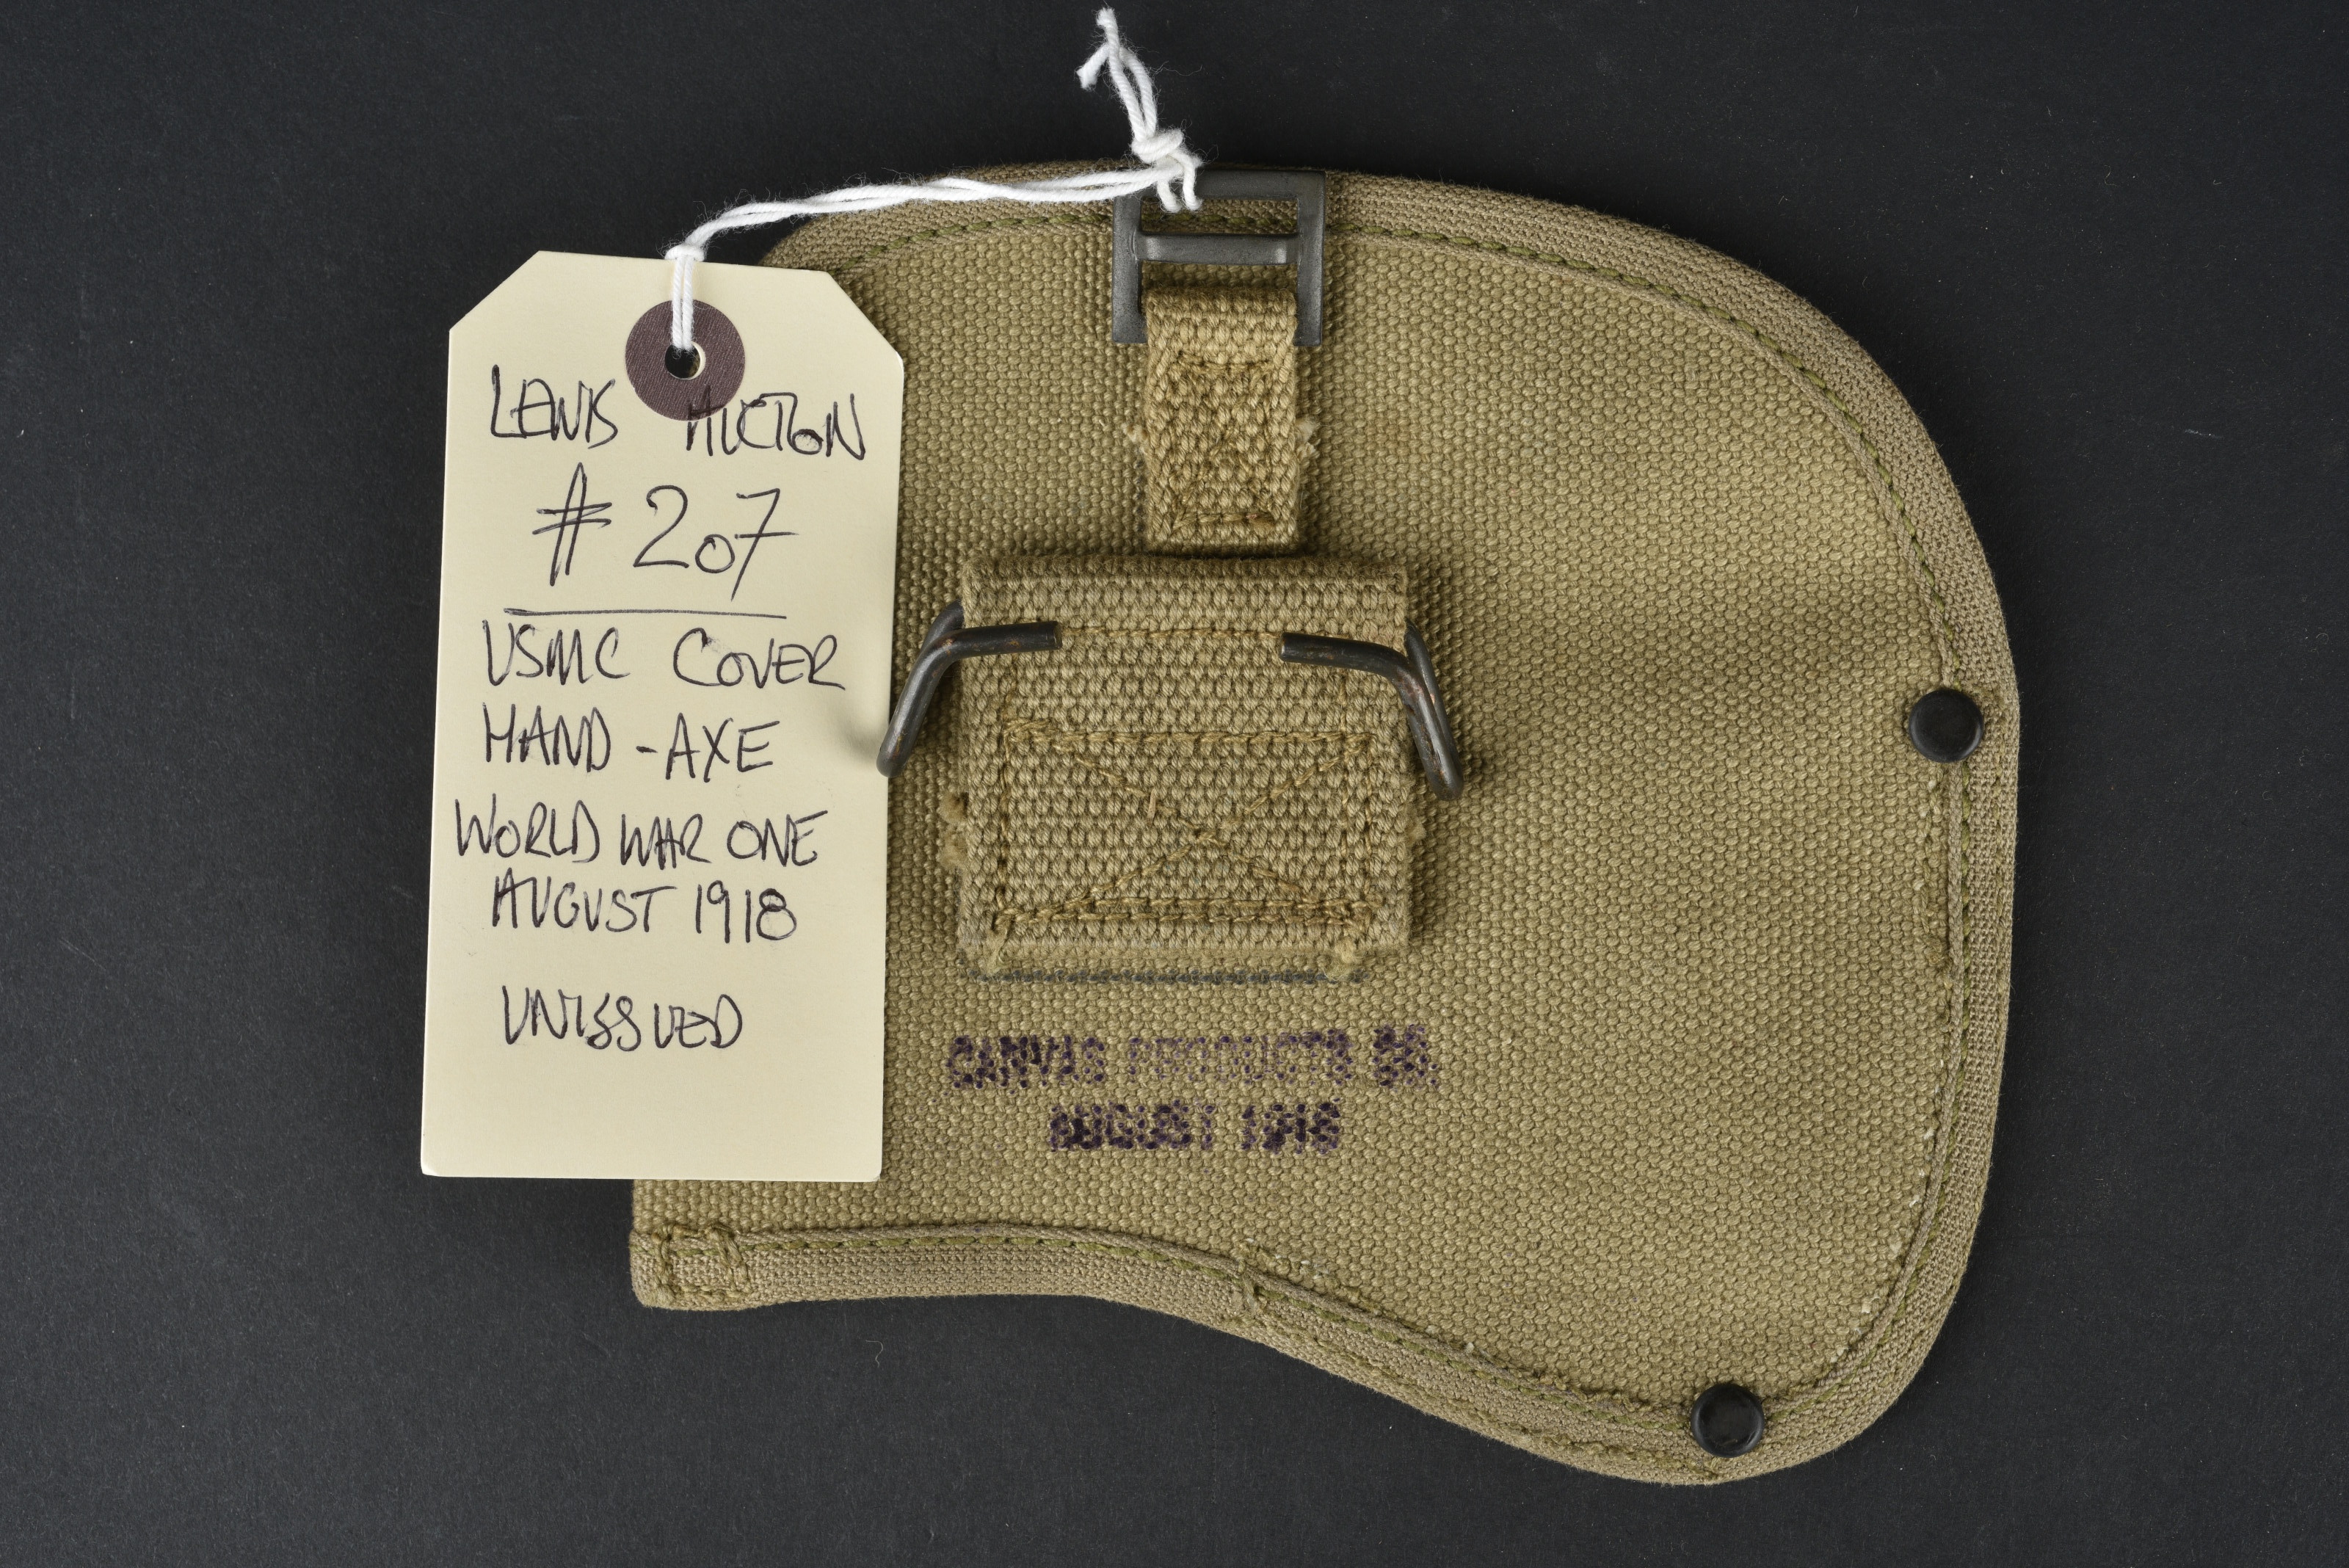 LEWIS AUCTION
# 207
USMC COVER
HAND-AXE
WORLD WAR ONE
AUGUST 1918
UNISSUED
CANVAS PRODUCTS CO.
AUGUST 1918